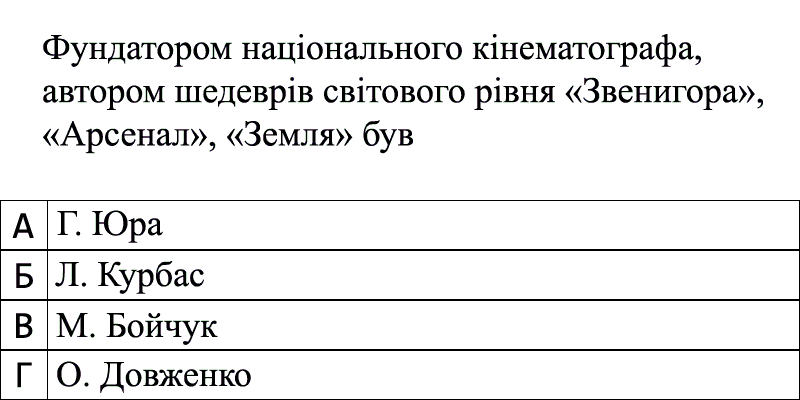 Фундатором національного кінематографа,
автором шедеврів світового рівня «Звенигора»,
«Арсенал», «Земля» був
А Г. Юра
Б Л. Курбас
В М. Бойчук
Г О. Довженко